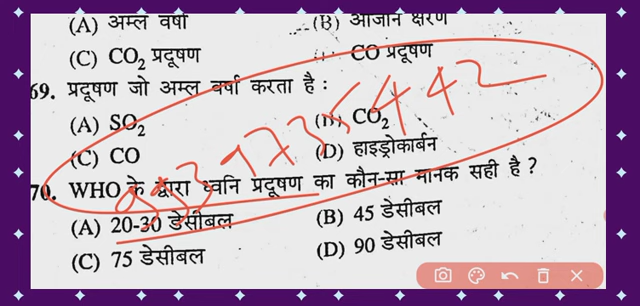 (A) अम्ल वर्षा (B) ओजोन क्षरण
(C) CO₂ प्रदूषण CO प्रदूषण
69. प्रदूषण जो अम्ल वर्षा करता है :
(A) SO₂ (B) CO₂
(C) CO (D) हाइड्रोकार्बन
70. WHO के द्वारा ध्वनि प्रदूषण का कौन-सा मानक सही है ?
(A) 20-30 डेसीबल (B) 45 डेसीबल
(C) 75 डेसीबल (D) 90 डेसीबल